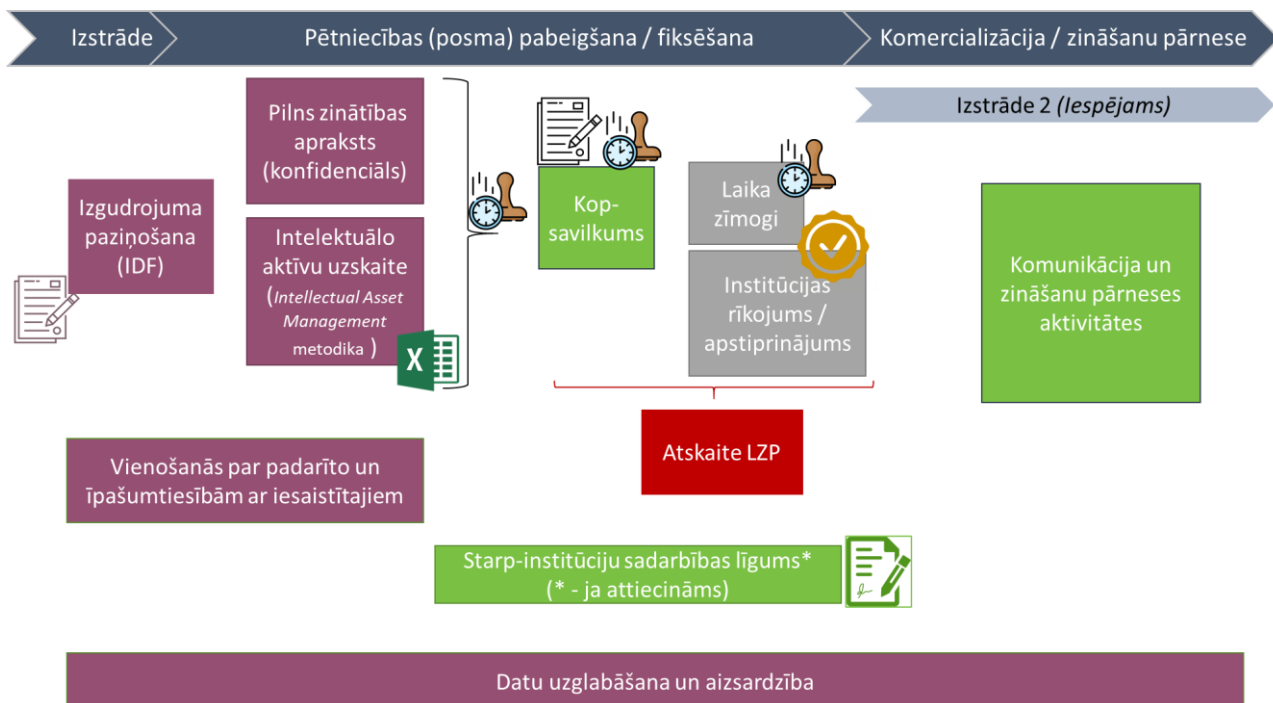 Izstrāde
Pētniecības (posma) pabeigšana / fiksēšana
Komercializācija / zināšanu pārnese
Izstrāde 2 (Iespējams)
Pilns zinātības
apraksts
(konfidenciāls)
Izgudrojuma
paziņošana
(IDF)
Intelektuālo
aktīvu uzskaite
(Intellectual Asset
Management
metodika )
X
Kop-
savilkums
Laika
zīmogi
Institūcijas
rīkojums /
apstiprinājums
Komunikācija un
zināšanu pārneses
aktivitātes
Atskaite LZP
Vienošanās par padarīto un
īpašumtiesībām ar iesaistītajiem
Starp-institūciju sadarbības līgums*
(* - ja attiecināms)
Datu uzglabāšana un aizsardzība